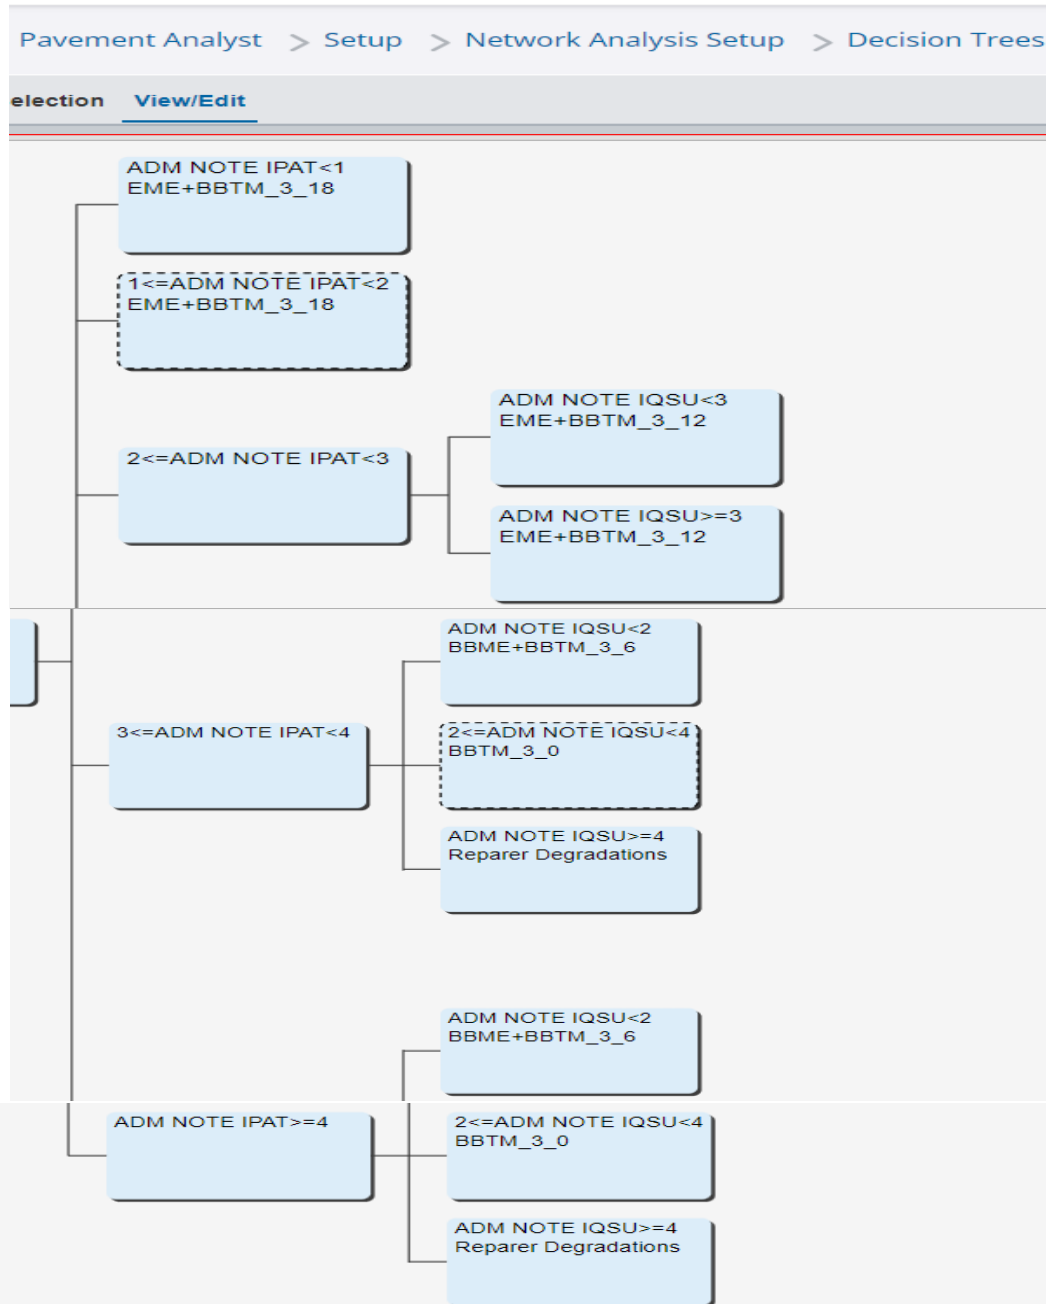 Pavement Analyst > Setup > Network Analysis Setup > Decision Trees
election View/Edit
ADM NOTE IPAT<1
EME+BBTM_3_18
1<=ADM NOTE IPAT<2
EME+BBTM_3_18
2<=ADM NOTE IPAT<3
ADM NOTE IQSU<3
EME+BBTM_3_12
ADM NOTE IQSU>=3
EME+BBTM_3_12
3<=ADM NOTE IPAT<4
ADM NOTE IQSU<2
BBME+BBTM_3_6
2<=ADM NOTE IQSU<4
BBTM_3_0
ADM NOTE IQSU>=4
Reparer Degradations
ADM NOTE IPAT>=4
ADM NOTE IQSU<2
BBME+BBTM_3_6
2<=ADM NOTE IQSU<4
BBTM_3_0
ADM NOTE IQSU>=4
Reparer Degradations